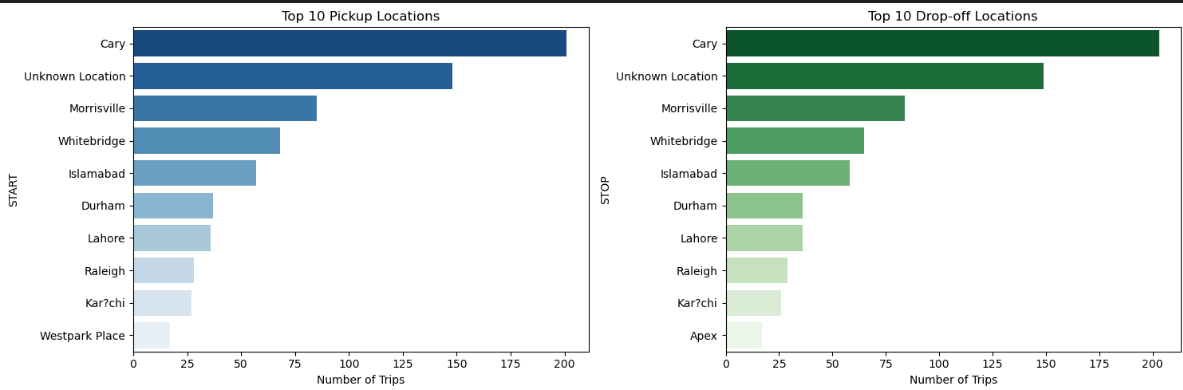 Top 10 Pickup Locations
START
Cary
Unknown Location
Morrisville
Whitebridge
Islamabad
Durham
Lahore
Raleigh
Kar?chi
Westpark Place
0 25 50 75 100 125 150 175 200
Number of Trips
Top 10 Drop-off Locations
STOP
Cary
Unknown Location
Morrisville
Whitebridge
Islamabad
Durham
Lahore
Raleigh
Kar?chi
Apex
0 25 50 75 100 125 150 175 200
Number of Trips